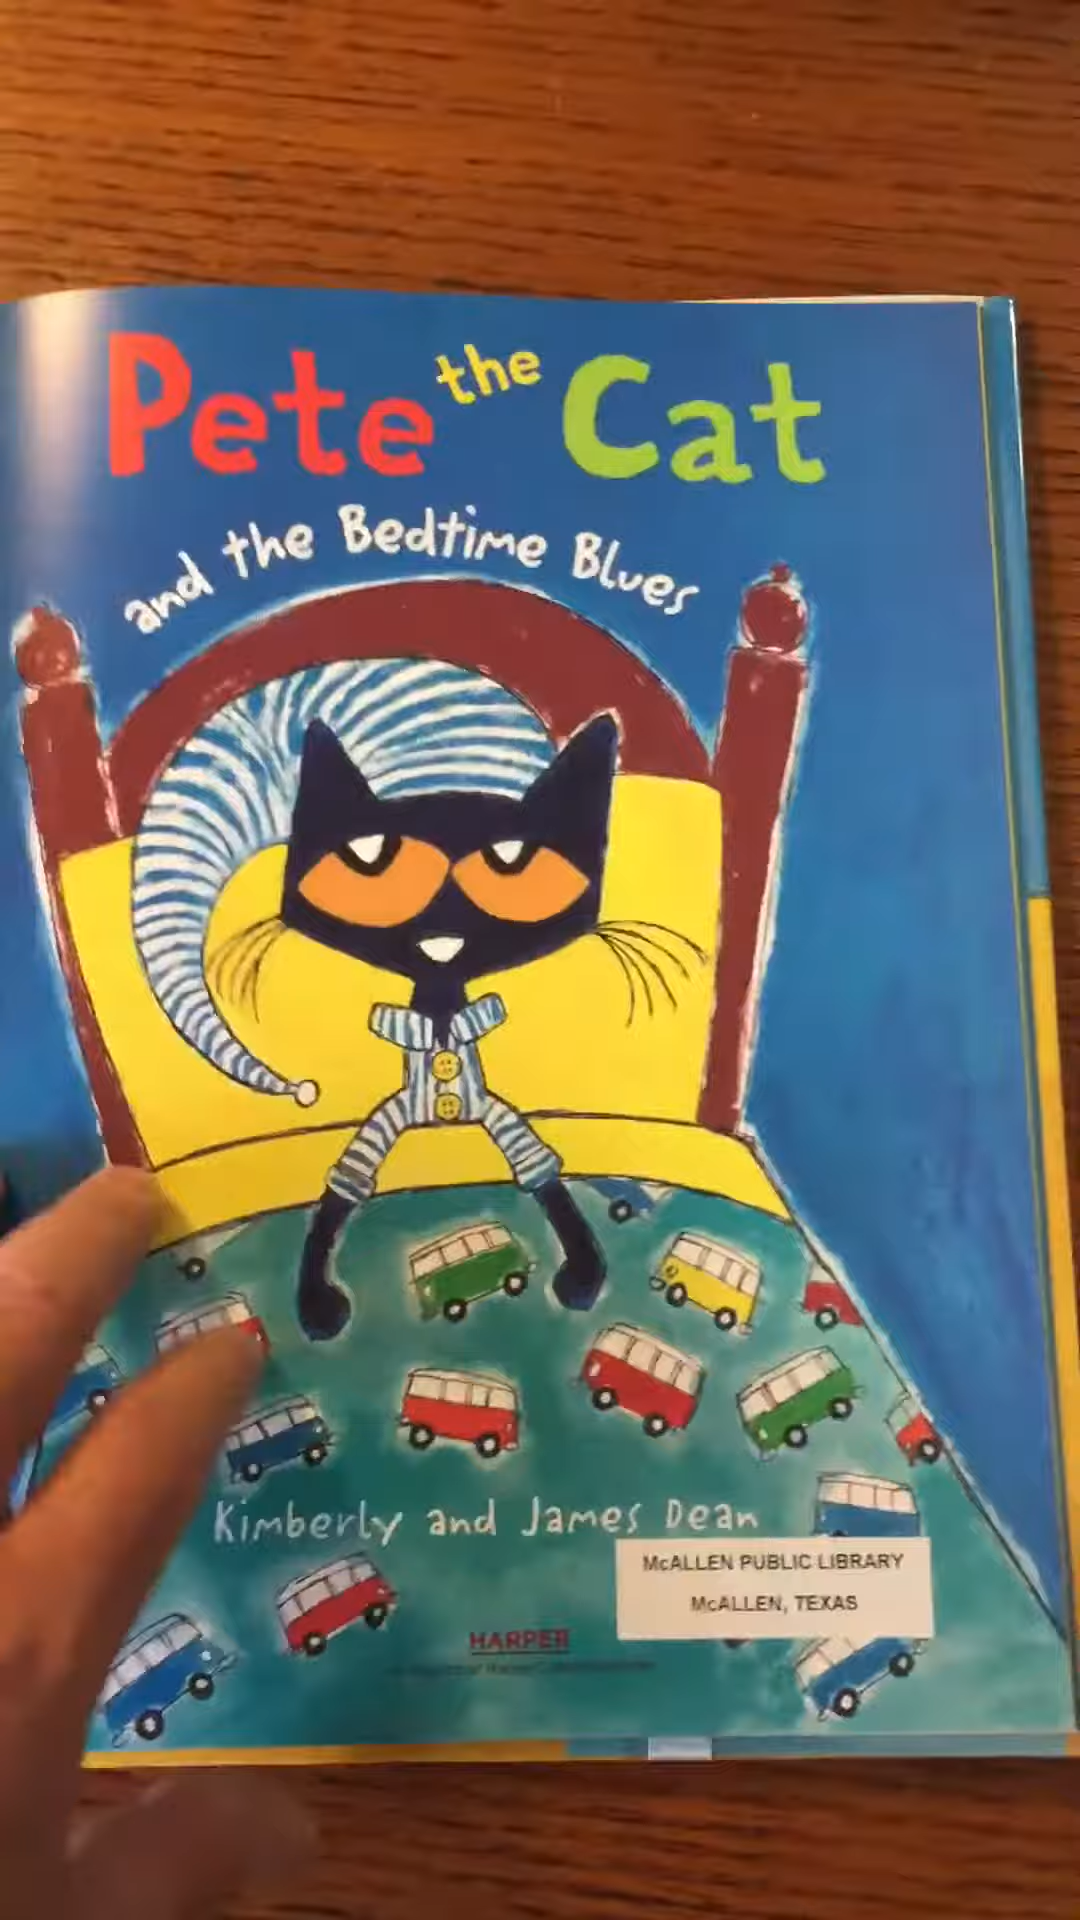 Pete the Cat
and the Bedtime Blues
Kimberly and James Dean
McALLEN PUBLIC LIBRARY
McALLEN, TEXAS
HARPER